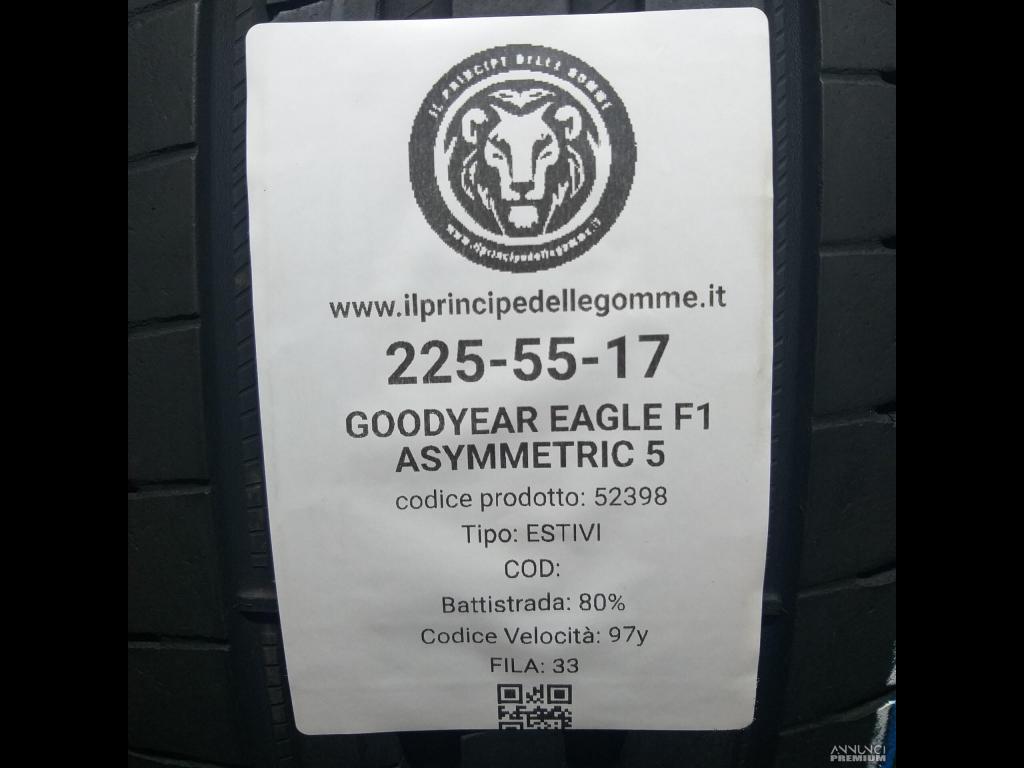 IL PRINCIPE DELLE GOMME
www.ilprincipedellegomme.it
www.ilprincipedellegomme.it
225-55-17
GOODYEAR EAGLE F1
ASYMMETRIC 5
codice prodotto: 52398
Tipo: ESTIVI
COD:
Battistrada: 80%
Codice Velocità: 97y
FILA: 33
ANNUNCI
PREMIUM